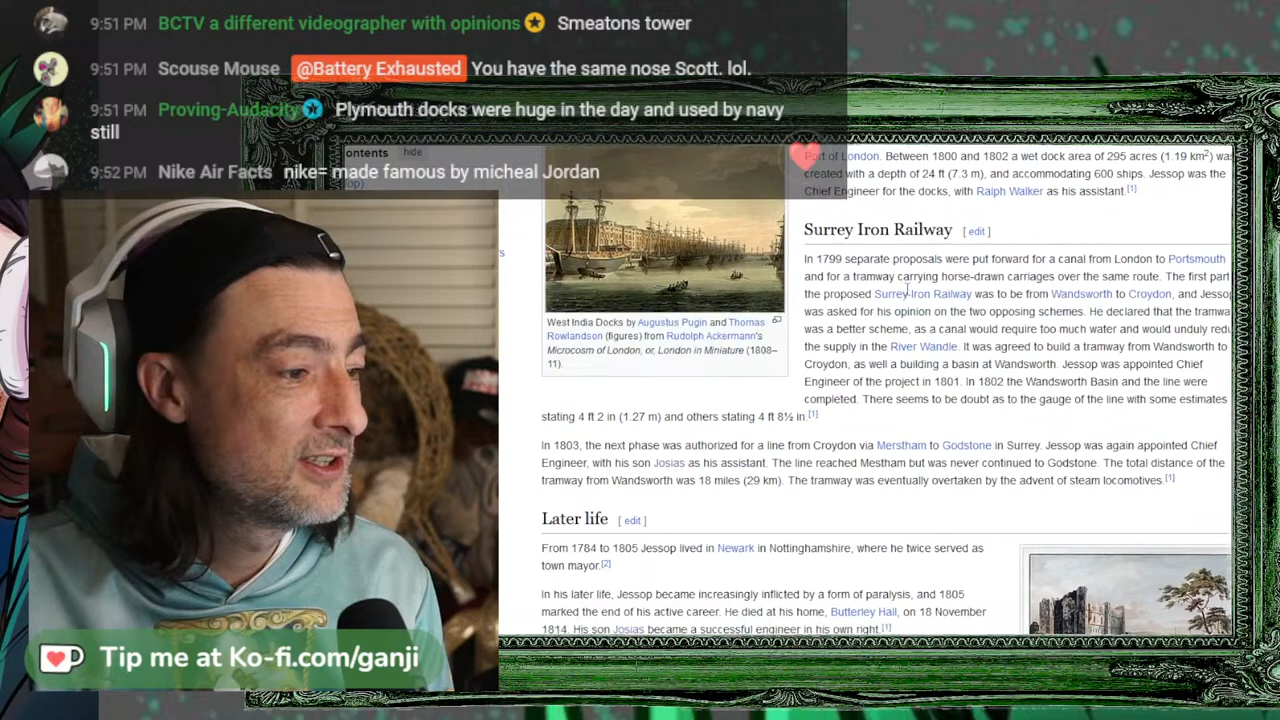 9:51 PM BCTV a different videographer with opinions Smeatons tower
9:51 PM Scouse Mouse @Battery Exhausted You have the same nose Scott. lol.
9:51 PM Proving-Audacity Plymouth docks were huge in the day and used by navy
still
9:52 PM Nike Air Facts nike= made famous by micheal Jordan
ontents hide
op)
s
West India Docks by Augustus Pugin and Thomas
Rowlandson (figures) from Rudolph Ackermann's
Microcosm of London, or, London in Miniature (1808–
11).
Port of London. Between 1800 and 1802 a wet dock area of 295 acres (1.19 km²) was
created with a depth of 24 ft (7.3 m), and accommodating 600 ships. Jessop was the
Chief Engineer for the docks, with Ralph Walker as his assistant.[1]
Surrey Iron Railway [ edit ]
In 1799 separate proposals were put forward for a canal from London to Portsmouth
and for a tramway carrying horse-drawn carriages over the same route. The first part
the proposed Surrey Iron Railway was to be from Wandsworth to Croydon, and Jessop
was asked for his opinion on the two opposing schemes. He declared that the tramwa
was a better scheme, as a canal would require too much water and would unduly redu
the supply in the River Wandle. It was agreed to build a tramway from Wandsworth to
Croydon, as well a building a basin at Wandsworth. Jessop was appointed Chief
Engineer of the project in 1801. In 1802 the Wandsworth Basin and the line were
completed. There seems to be doubt as to the gauge of the line with some estimates
stating 4 ft 2 in (1.27 m) and others stating 4 ft 8½ in.[1]
In 1803, the next phase was authorized for a line from Croydon via Merstham to Godstone in Surrey. Jessop was again appointed Chief
Engineer, with his son Josias as his assistant. The line reached Mestham but was never continued to Godstone. The total distance of the
tramway from Wandsworth was 18 miles (29 km). The tramway was eventually overtaken by the advent of steam locomotives.[1]
Later life [ edit ]
From 1784 to 1805 Jessop lived in Newark in Nottinghamshire, where he twice served as
town mayor.[2]
In his later life, Jessop became increasingly inflicted by a form of paralysis, and 1805
marked the end of his active career. He died at his home, Butterley Hall, on 18 November
1814. His son Josias became a successful engineer in his own right.[1]
Tip me at Ko-fi.com/ganji